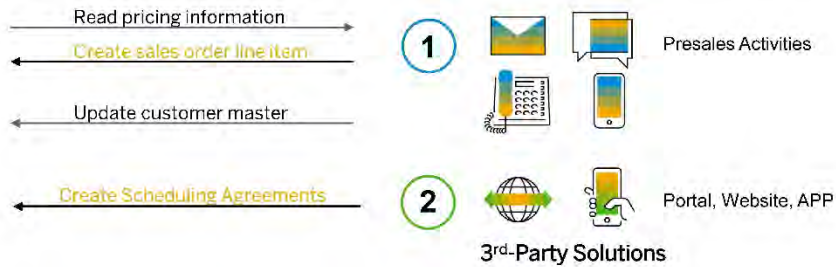 Read pricing information
Create sales order line item
1
Presales Activities
Update customer master
Create Scheduling Agreements
2
Portal, Website, APP
3rd-Party Solutions